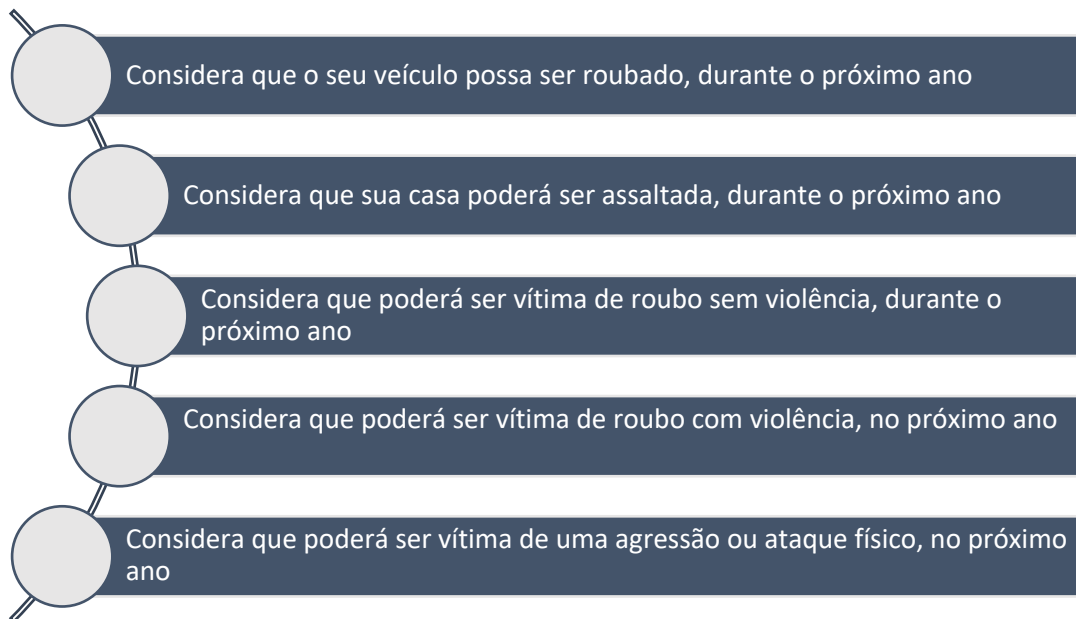 Considera que o seu veículo possa ser roubado, durante o próximo ano
Considera que sua casa poderá ser assaltada, durante o próximo ano
Considera que poderá ser vítima de roubo sem violência, durante o
próximo ano
Considera que poderá ser vítima de roubo com violência, no próximo ano
Considera que poderá ser vítima de uma agressão ou ataque físico, no próximo
ano